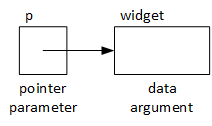 p widget
pointer data
parameter argument